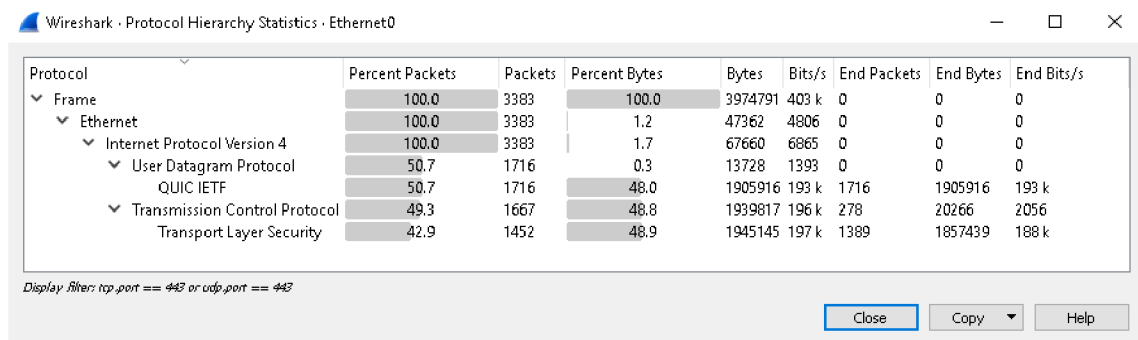 Wireshark · Protocol Hierarchy Statistics · Ethernet0
Protocol Percent Packets Packets Percent Bytes Bytes Bits/s End Packets End Bytes End Bits/s
Frame 100.0 3383 100.0 3974791 403 k 0 0 0
Ethernet 100.0 3383 1.2 47362 4806 0 0 0
Internet Protocol Version 4 100.0 3383 1.7 67660 6865 0 0 0
User Datagram Protocol 50.7 1716 0.3 13728 1393 0 0 0
QUIC IETF 50.7 1716 48.0 1905916 193 k 1716 1905916 193 k
Transmission Control Protocol 49.3 1667 48.8 1939817 196 k 278 20266 2056
Transport Layer Security 42.9 1452 48.9 1945145 197 k 1389 1857439 188 k
Display filter: tcp.port == 443 or udp.port == 443
Close Copy Help